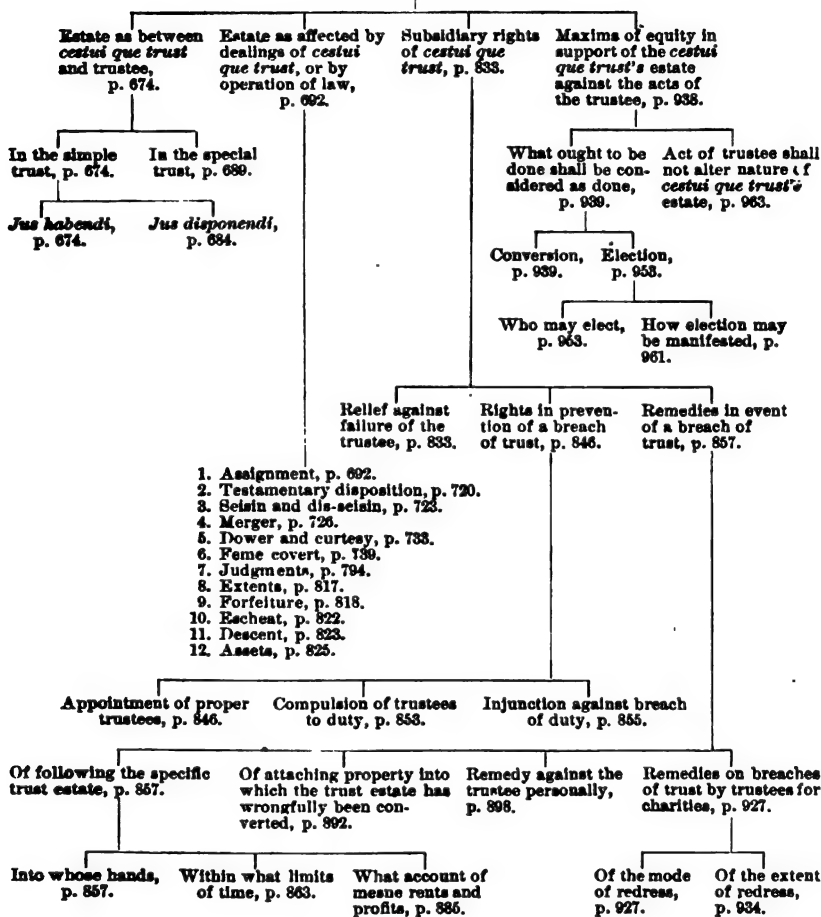 Estate as between
cestui que trust
and trustee,
p. 674.
Estate as affected by
dealings of cestui
que trust, or by
operation of law,
p. 692.
Subsidiary rights
of cestui que
trust, p. 833.
Maxims of equity in
support of the cestui
que trust's estate
against the acts of
the trustee, p. 938.
In the simple
trust, p. 674.
In the special
trust, p. 689.
Jus habendi,
p. 674.
Jus disponendi,
p. 684.
What ought to be
done shall be con-
sidered as done,
p. 939.
Act of trustee shall
not alter nature of
cestui que trust's
estate, p. 963.
Conversion,
p. 939.
Election,
p. 953.
Who may elect,
p. 953.
How election may
be manifested, p.
961.
Relief against
failure of the
trustee, p. 833.
Rights in preven-
tion of a breach
of trust, p. 846.
Remedies in event
of a breach of
trust, p. 857.
1. Assignment, p. 692.
2. Testamentary disposition, p. 720.
3. Seisin and dis-seisin, p. 723.
4. Merger, p. 726.
5. Dower and curtesy, p. 733.
6. Feme covert, p. 739.
7. Judgments, p. 794.
8. Extents, p. 817.
9. Forfeiture, p. 818.
10. Escheat, p. 822.
11. Descent, p. 823.
12. Assets, p. 825.
Appointment of proper
trustees, p. 846.
Compulsion of trustees
to duty, p. 853.
Injunction against breach
of duty, p. 855.
Of following the specific
trust estate, p. 857.
Of attaching property into
which the trust estate has
wrongfully been con-
verted, p. 892.
Remedy against the
trustee personally,
p. 898.
Remedies on breaches
of trust by trustees for
charities, p. 927.
Into whose hands,
p. 857.
Within what limits
of time, p. 863.
What account of
mesne rents and
profits, p. 885.
Of the mode
of redress,
p. 927.
Of the extent
of redress,
p. 934.